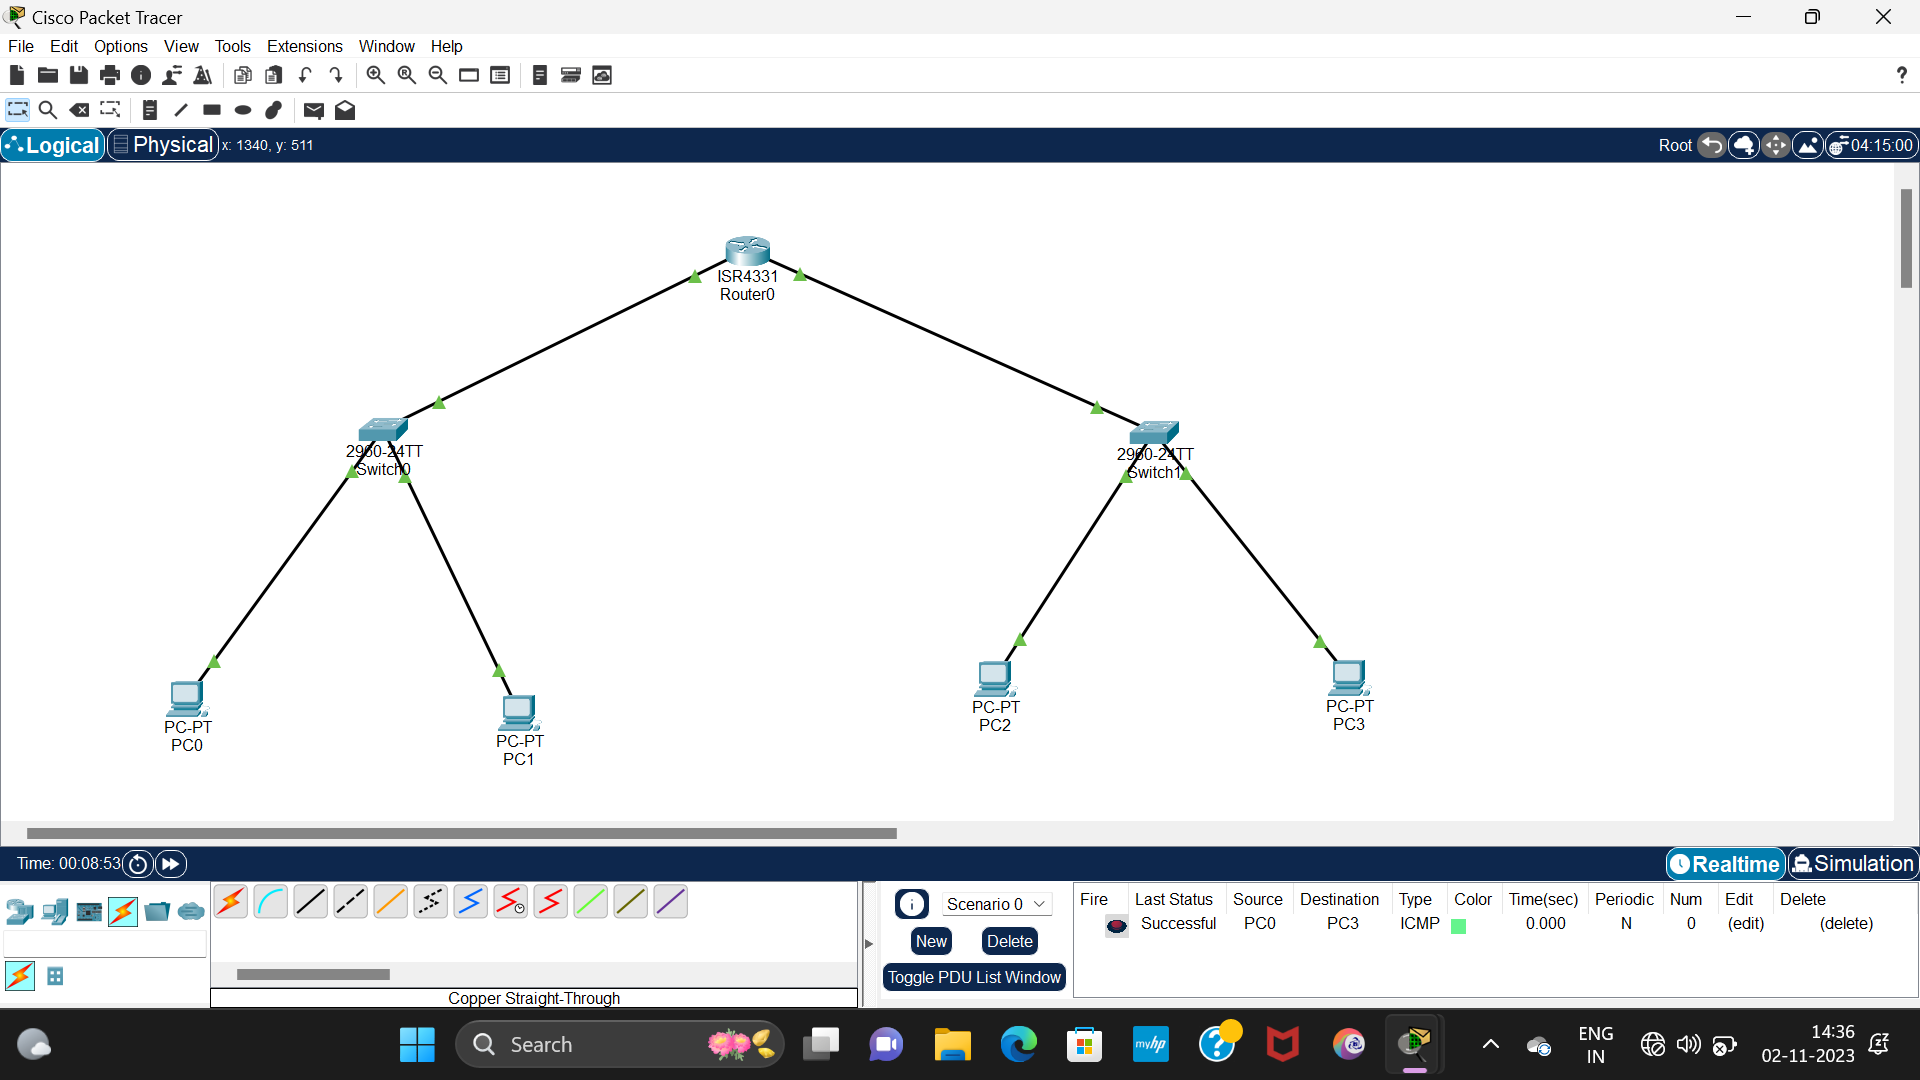 Cisco Packet Tracer
File Edit Options View Tools Extensions Window Help
?
Logical Physical x: 1340, y: 511 Root 04:15:00
ISR4331
Router0
2960-24TT
Switch0
2960-24TT
Switch1
PC-PT
PC0
PC-PT
PC1
PC-PT
PC2
PC-PT
PC3
Time: 00:08:53 Realtime Simulation
Scenario 0
New Delete
Toggle PDU List Window
Fire Last Status Source Destination Type Color Time(sec) Periodic Num Edit Delete
Successful PC0 PC3 ICMP 0.000 N 0 (edit) (delete)
Copper Straight-Through
Search
myhp
ENG
IN
14:36
02-11-2023